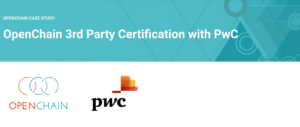 OPENCHAIN CASE STUDY
OpenChain 3rd Party Certification with PwC
OPENCHAIN
pwc